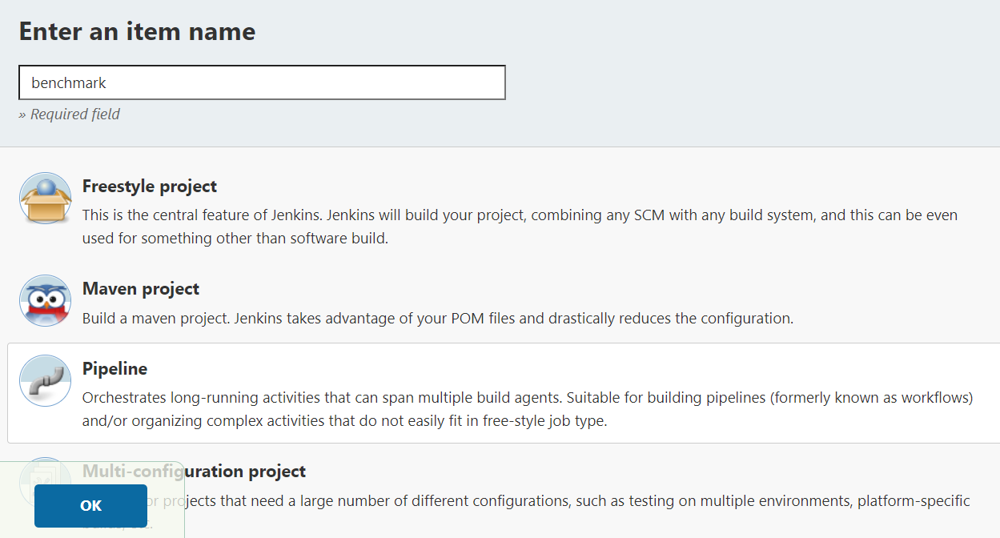 Enter an item name
benchmark
» Required field
Freestyle project
This is the central feature of Jenkins. Jenkins will build your project, combining any SCM with any build system, and this can be even
used for something other than software build.
Maven project
Build a maven project. Jenkins takes advantage of your POM files and drastically reduces the configuration.
Pipeline
Orchestrates long-running activities that can span multiple build agents. Suitable for building pipelines (formerly known as workflows)
and/or organizing complex activities that do not easily fit in free-style job type.
Multi-configuration project
or projects that need a large number of different configurations, such as testing on multiple environments, platform-specific
OK